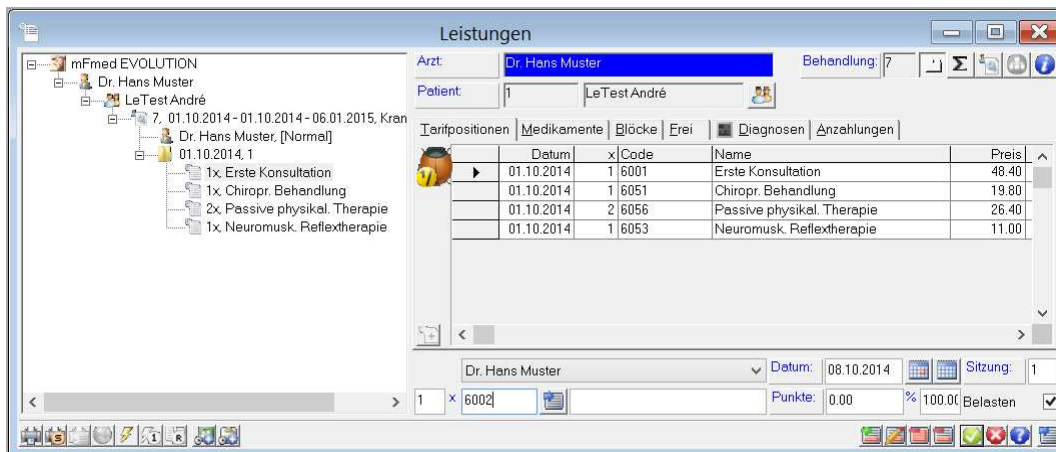 Leistungen
mFmed EVOLUTION
Dr. Hans Muster
LeTest André
7, 01.10.2014 - 01.10.2014 - 06.01.2015, Kran
Dr. Hans Muster, [Normal]
01.10.2014, 1
1x, Erste Konsultation
1x, Chiropr. Behandlung
2x, Passive physikal. Therapie
1x, Neuromusk. Reflextherapie
Arzt: Dr. Hans Muster Behandlung: 7
Patient: 1 LeTest André
Tarifpositionen Medikamente Blöcke Frei Diagnosen Anzahlungen
Datum x Code Name Preis
01.10.2014 1 6001 Erste Konsultation 48.40
01.10.2014 1 6051 Chiropr. Behandlung 19.80
01.10.2014 2 6056 Passive physikal. Therapie 26.40
01.10.2014 1 6053 Neuromusk. Reflextherapie 11.00
Dr. Hans Muster Datum: 08.10.2014 Sitzung: 1
1 x 6002 Punkte: 0.00 % 100.00 Belasten